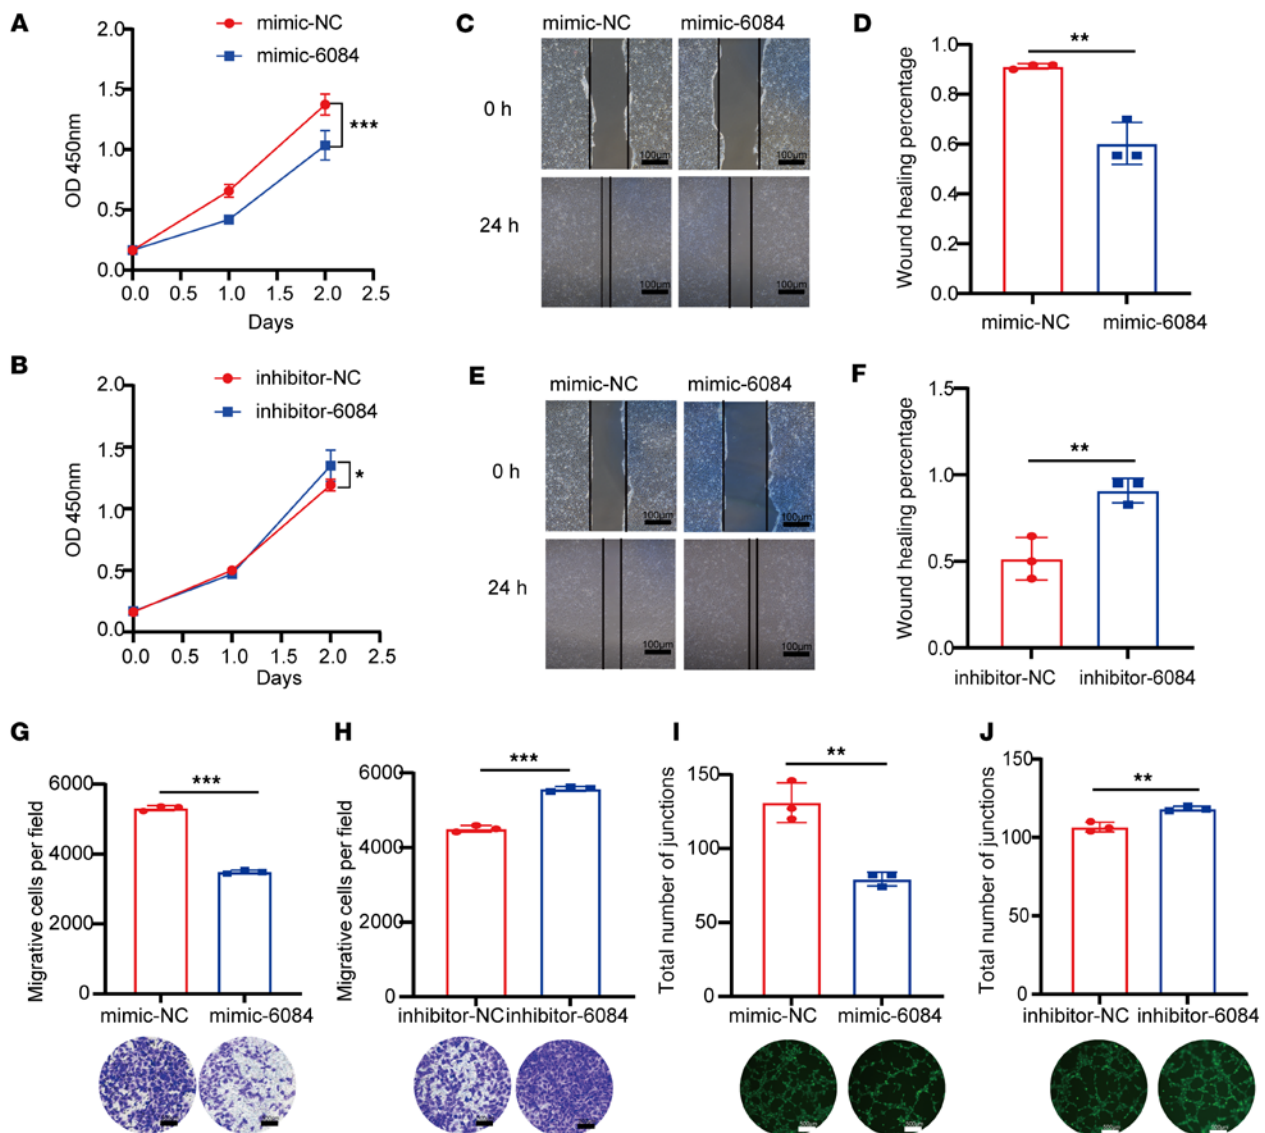 A
2.0
1.5
1.0
0.5
0.0
OD 450nm
0.0 0.5 1.0 1.5 2.0 2.5
Days
mimic-NC
mimic-6084
***
C
mimic-NC mimic-6084
0 h
100μm 100μm
24 h
100μm 100μm
D
1.0
0.8
0.6
0.4
0.2
0.0
Wound healing percentage
**
mimic-NC mimic-6084
B
2.0
1.5
1.0
0.5
0.0
OD 450nm
0.0 0.5 1.0 1.5 2.0 2.5
Days
inhibitor-NC
inhibitor-6084
*
E
mimic-NC mimic-6084
0 h
100μm 100μm
24 h
100μm 100μm
F
1.5
1.0
0.5
0.0
Wound healing percentage
**
inhibitor-NC inhibitor-6084
G
6000
4000
2000
0
Migrative cells per field
***
mimic-NC mimic-6084
H
6000
4000
2000
0
Migrative cells per field
***
inhibitor-NC inhibitor-6084
I
150
100
50
0
Total number of junctions
**
mimic-NC mimic-6084
J
150
100
50
0
Total number of junctions
**
inhibitor-NC inhibitor-6084